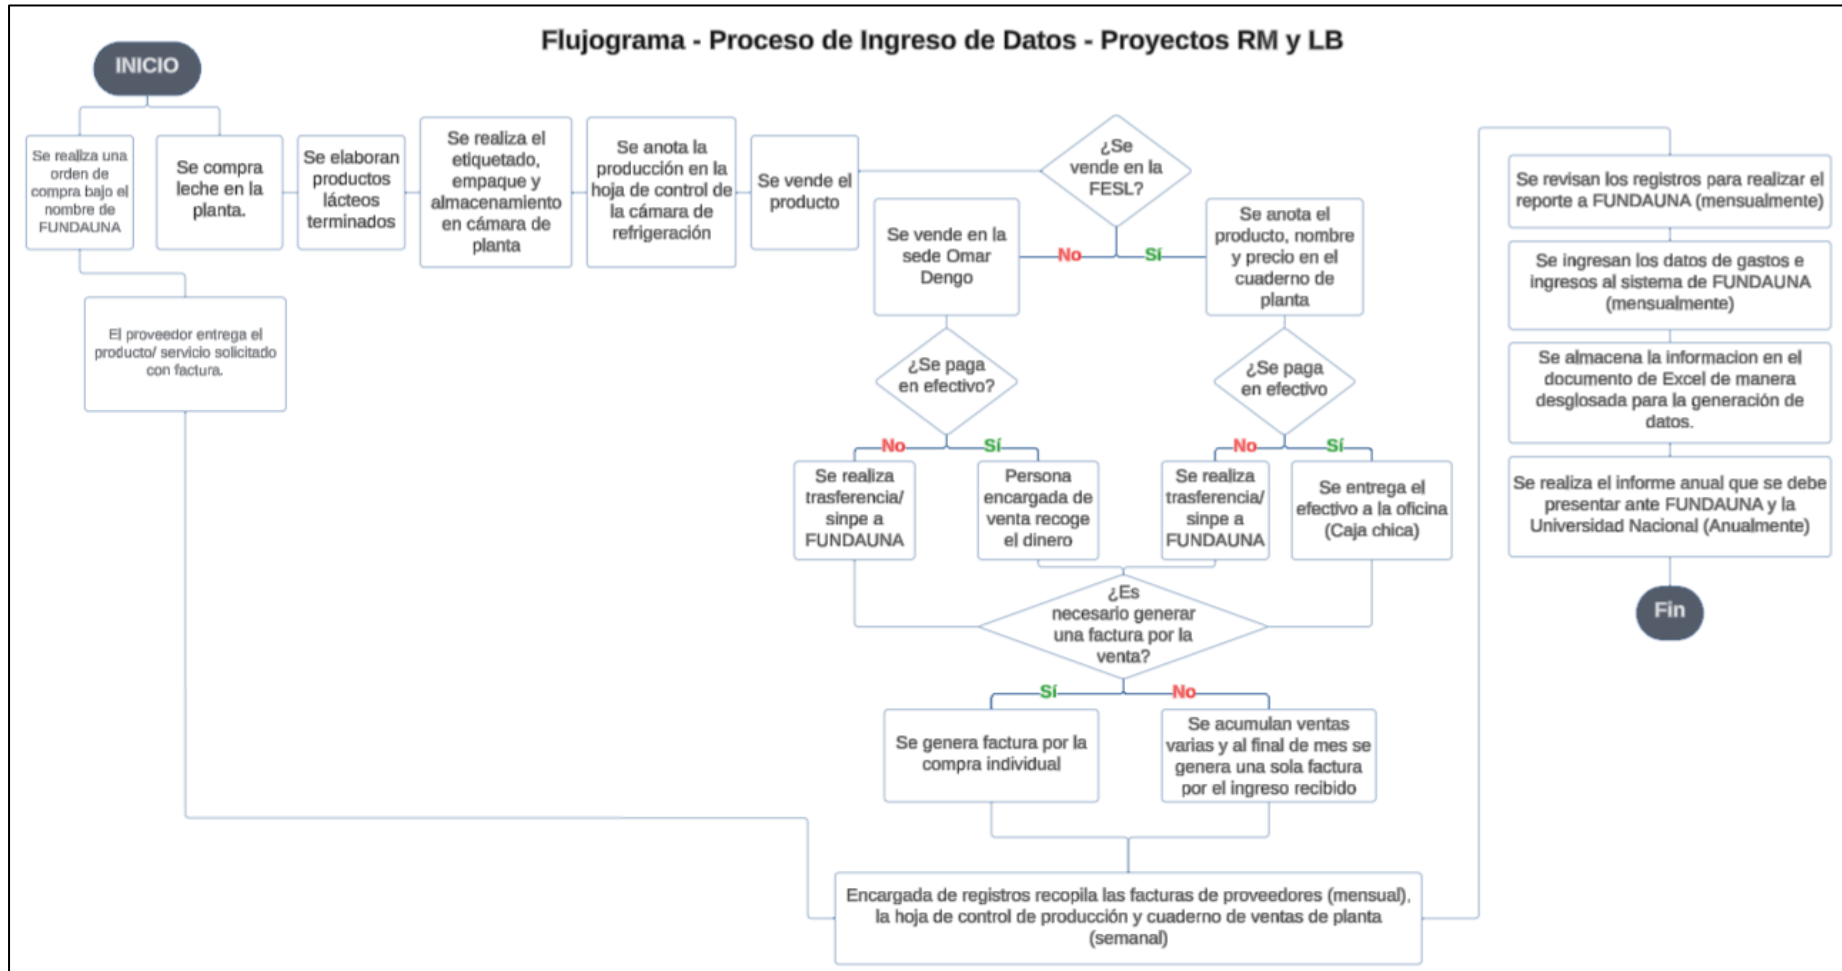 Flujograma - Proceso de Ingreso de Datos - Proyectos RM y LB
INICIO
Se realiza una
orden de
compra bajo el
nombre de
FUNDAUNA
El proveedor entrega el
producto/ servicio solicitado
con factura.
Se compra
leche en la
planta.
Se elaboran
productos
lácteos
terminados
Se realiza el
etiquetado,
empaque y
almacenamiento
en cámara de
planta
Se anota la
producción en la
hoja de control de
la cámara de
refrigeración
Se vende el
producto
¿Se
vende en la
FESL?
No
Sí
Se vende en la
sede Omar
Dengo
Se anota el
producto, nombre
y precio en el
cuaderno de
planta
¿Se paga
en efectivo?
¿Se paga
en efectivo
No
Sí
No
Sí
Se realiza
trasferencia/
sinpe a
FUNDAUNA
Persona
encargada de
venta recoge
el dinero
Se realiza
trasferencia/
sinpe a
FUNDAUNA
Se entrega el
efectivo a la oficina
(Caja chica)
¿Es
necesario generar
una factura por la
venta?
Sí
No
Se genera factura por la
compra individual
Se acumulan ventas
varias y al final de mes se
genera una sola factura
por el ingreso recibido
Encargada de registros recopila las facturas de proveedores (mensual),
la hoja de control de producción y cuaderno de ventas de planta
(semanal)
Se revisan los registros para realizar el
reporte a FUNDAUNA (mensualmente)
Se ingresan los datos de gastos e
ingresos al sistema de FUNDAUNA
(mensualmente)
Se almacena la informacion en el
documento de Excel de manera
desglosada para la generación de
datos.
Se realiza el informe anual que se debe
presentar ante FUNDAUNA y la
Universidad Nacional (Anualmente)
Fin